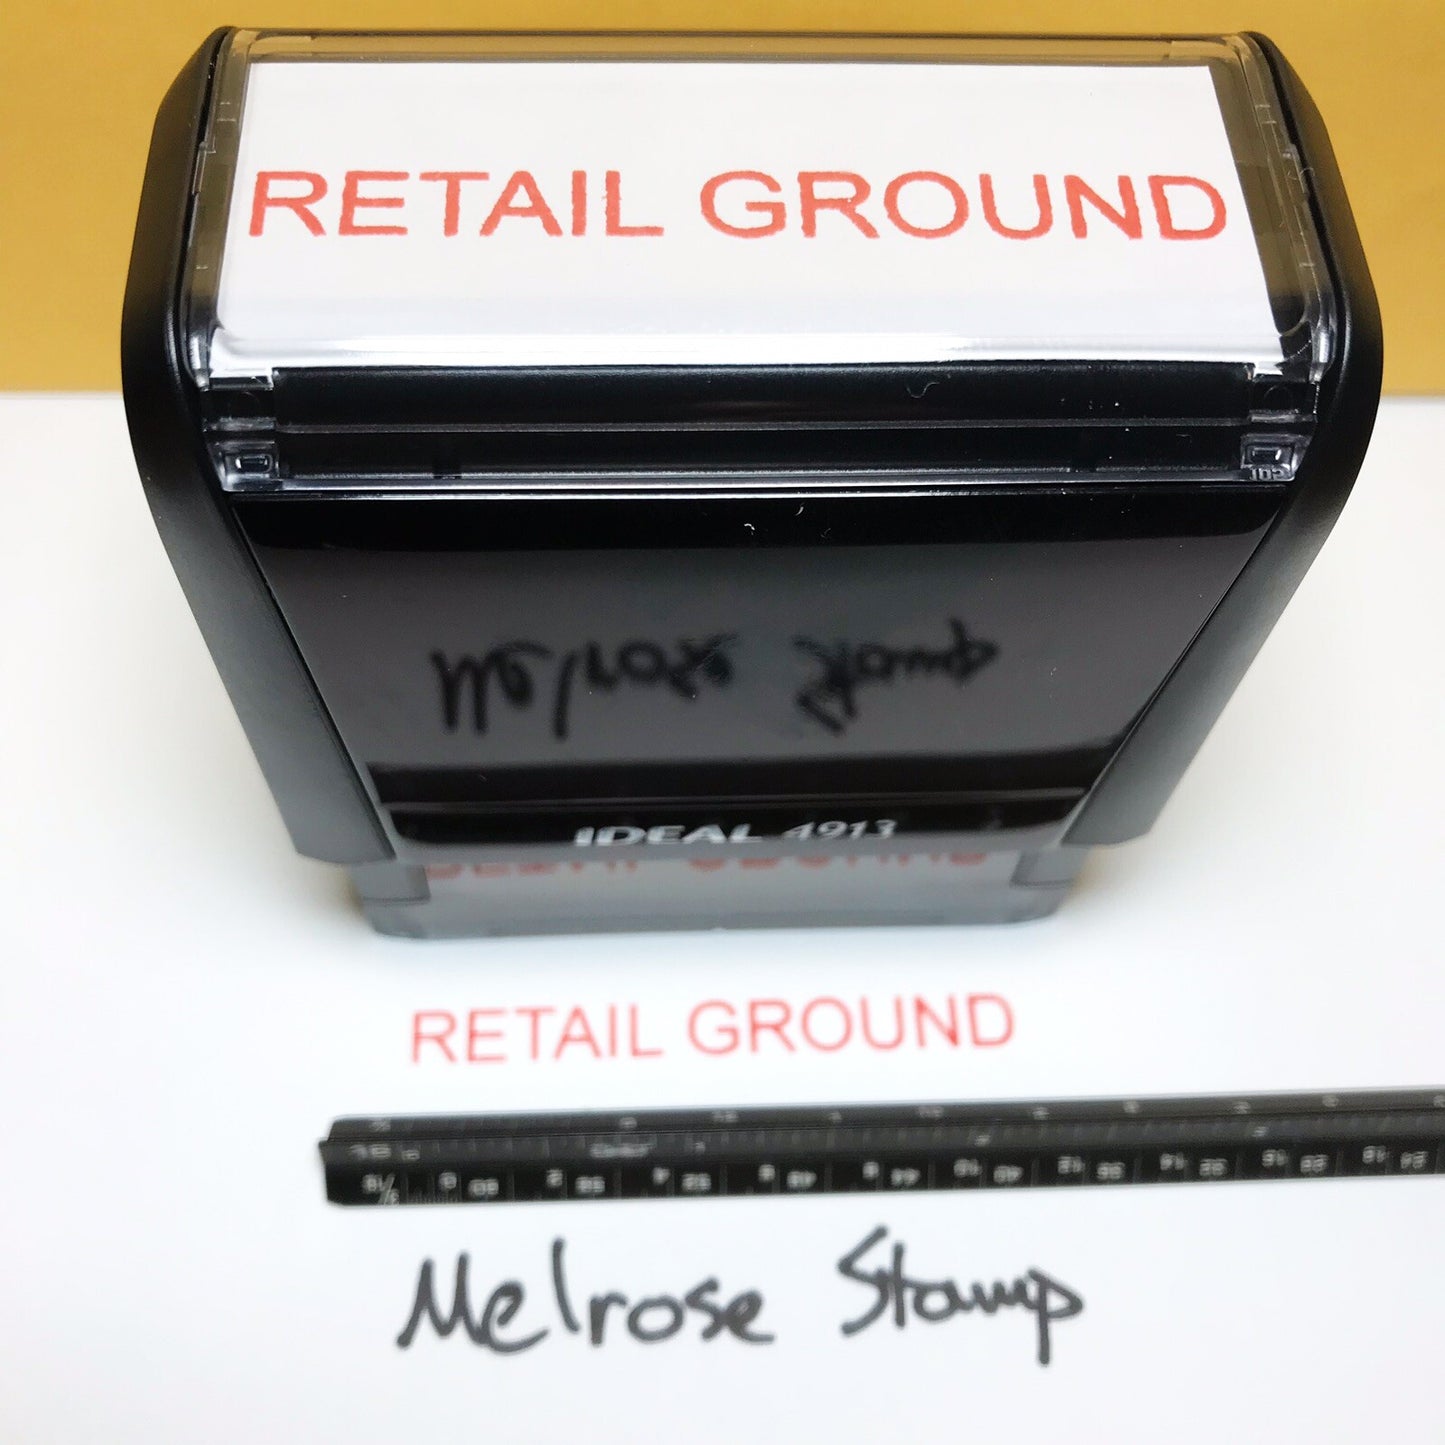 RETAIL GROUND
IDEAL 4913
RETAIL GROUND
Melrose Stamp